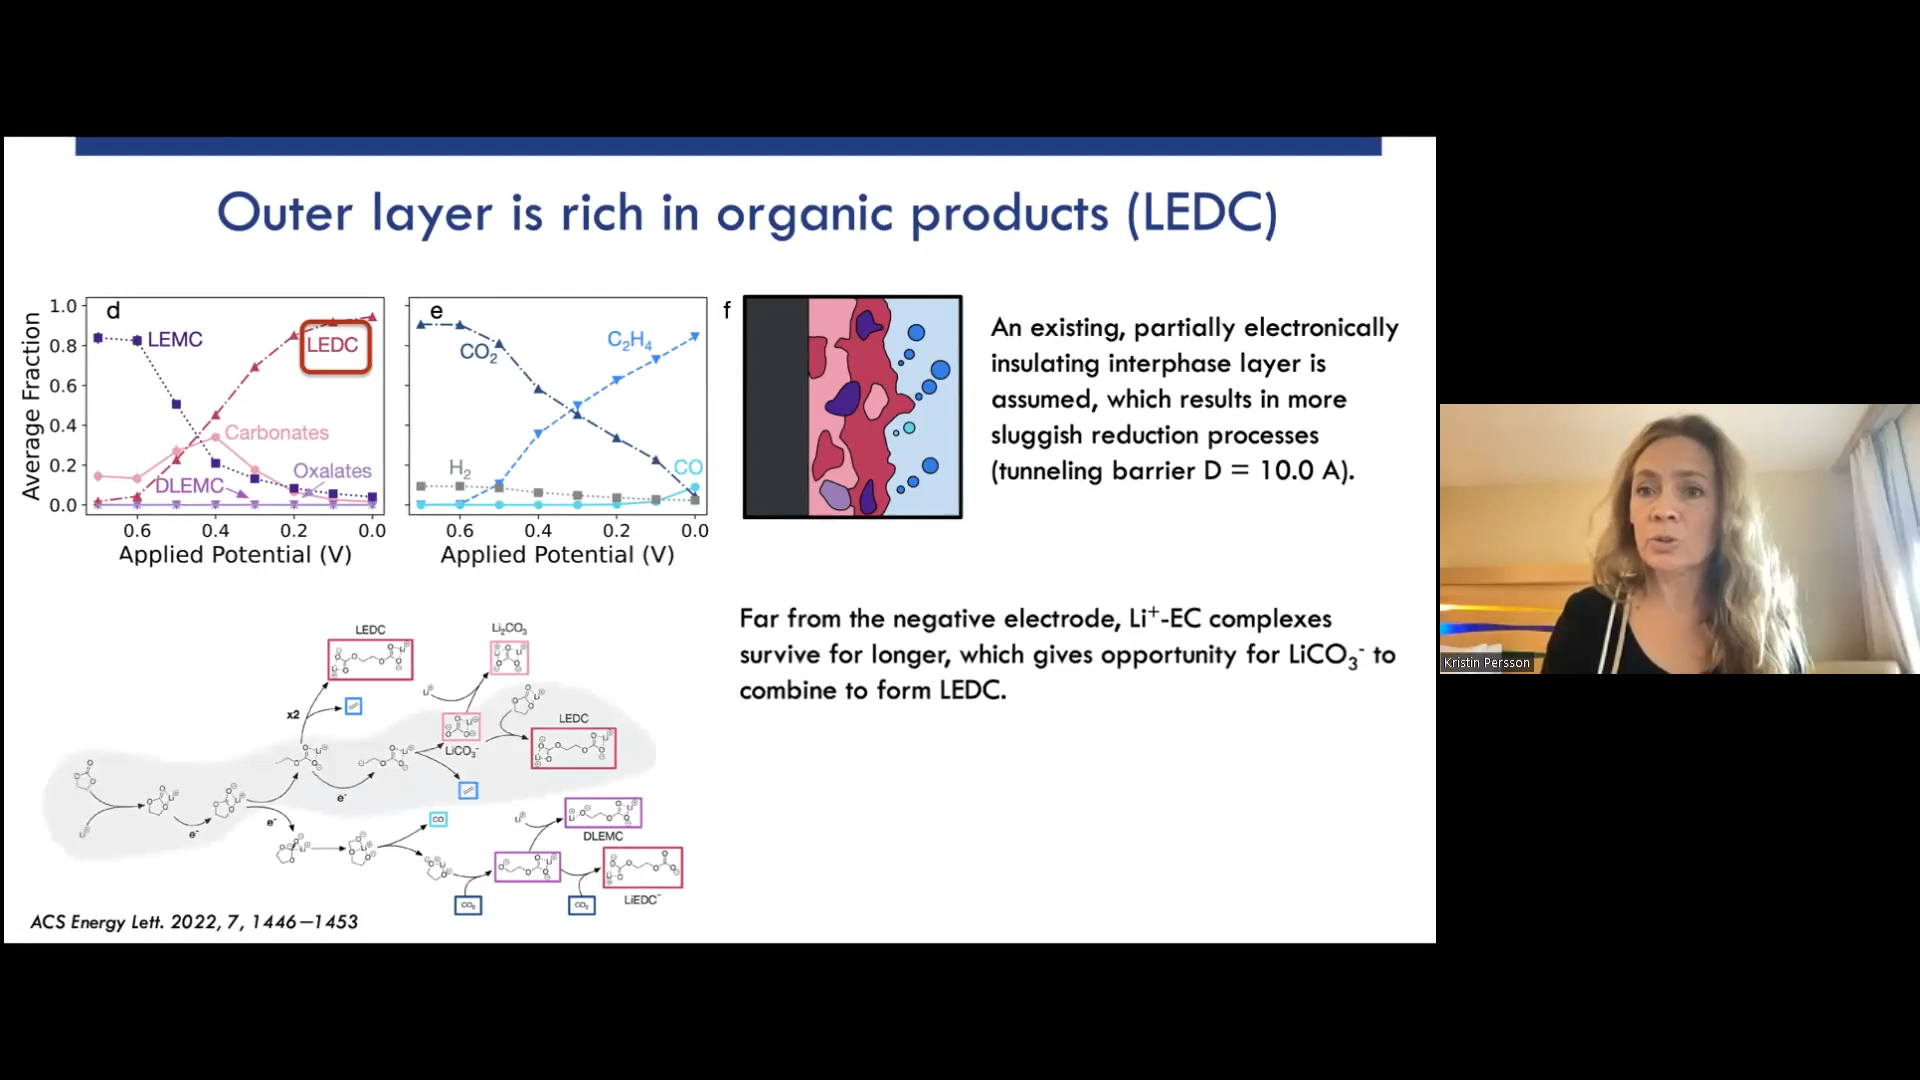 Outer layer is rich in organic products (LEDC)
d
LEMC
LEDC
Carbonates
Oxalates
DLEMC
Average Fraction
1.0
0.8
0.6
0.4
0.2
0.0
0.6 0.4 0.2 0.0
Applied Potential (V)
e
CO₂
C₂H₄
H₂
CO
0.6 0.4 0.2 0.0
Applied Potential (V)
f
An existing, partially electronically
insulating interphase layer is
assumed, which results in more
sluggish reduction processes
(tunneling barrier D = 10.0 A).
Far from the negative electrode, Li⁺-EC complexes
survive for longer, which gives opportunity for LiCO₃⁻ to
combine to form LEDC.
LEDC
Li₂CO₃
x2
Li⁺
LiCO₃⁻
LEDC
e⁻
Li⁺
e⁻
e⁻
CO
Li⁺
DLEMC
CO₂
CO₂
LiEDC⁻
ACS Energy Lett. 2022, 7, 1446−1453
Kristin Persson